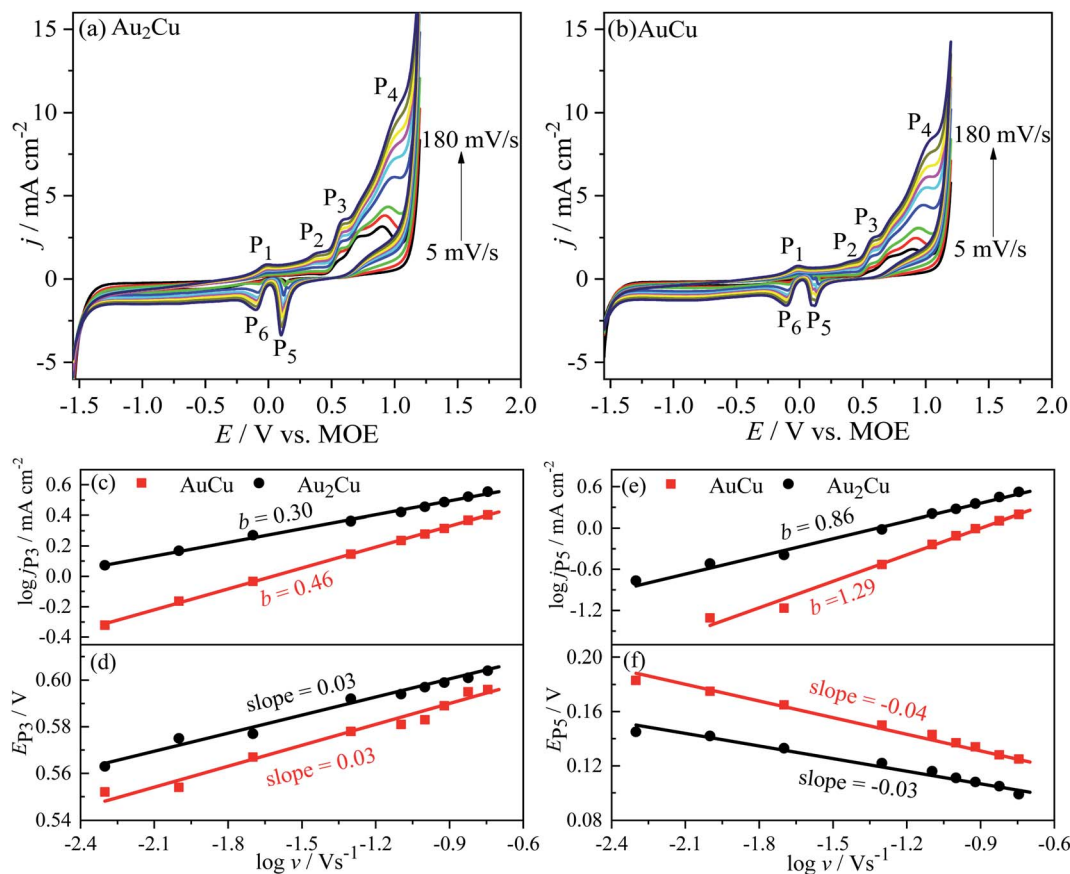 (a) Au₂Cu
j / mA cm⁻²
15
10
5
0
-5
P₁
P₂
P₃
P₄
P₅
P₆
180 mV/s
5 mV/s
-1.5 -1.0 -0.5 0.0 0.5 1.0 1.5 2.0
E / V vs. MOE
(b) AuCu
j / mA cm⁻²
15
10
5
0
-5
P₁
P₂
P₃
P₄
P₅
P₆
180 mV/s
5 mV/s
-1.5 -1.0 -0.5 0.0 0.5 1.0 1.5 2.0
E / V vs. MOE
(c) AuCu Au₂Cu
log jP3 / mA cm⁻²
0.6
0.4
0.2
0.0
-0.2
-0.4
b = 0.30
b = 0.46
(d)
EP3 / V
0.60
0.58
0.56
0.54
slope = 0.03
slope = 0.03
-2.4 -2.1 -1.8 -1.5 -1.2 -0.9 -0.6
log v / Vs⁻¹
(e) AuCu Au₂Cu
log jP5 / mA cm⁻²
0.6
0.0
-0.6
-1.2
b = 0.86
b = 1.29
(f)
EP5 / V
0.20
0.16
0.12
0.08
slope = -0.04
slope = -0.03
-2.4 -2.1 -1.8 -1.5 -1.2 -0.9 -0.6
log v / Vs⁻¹